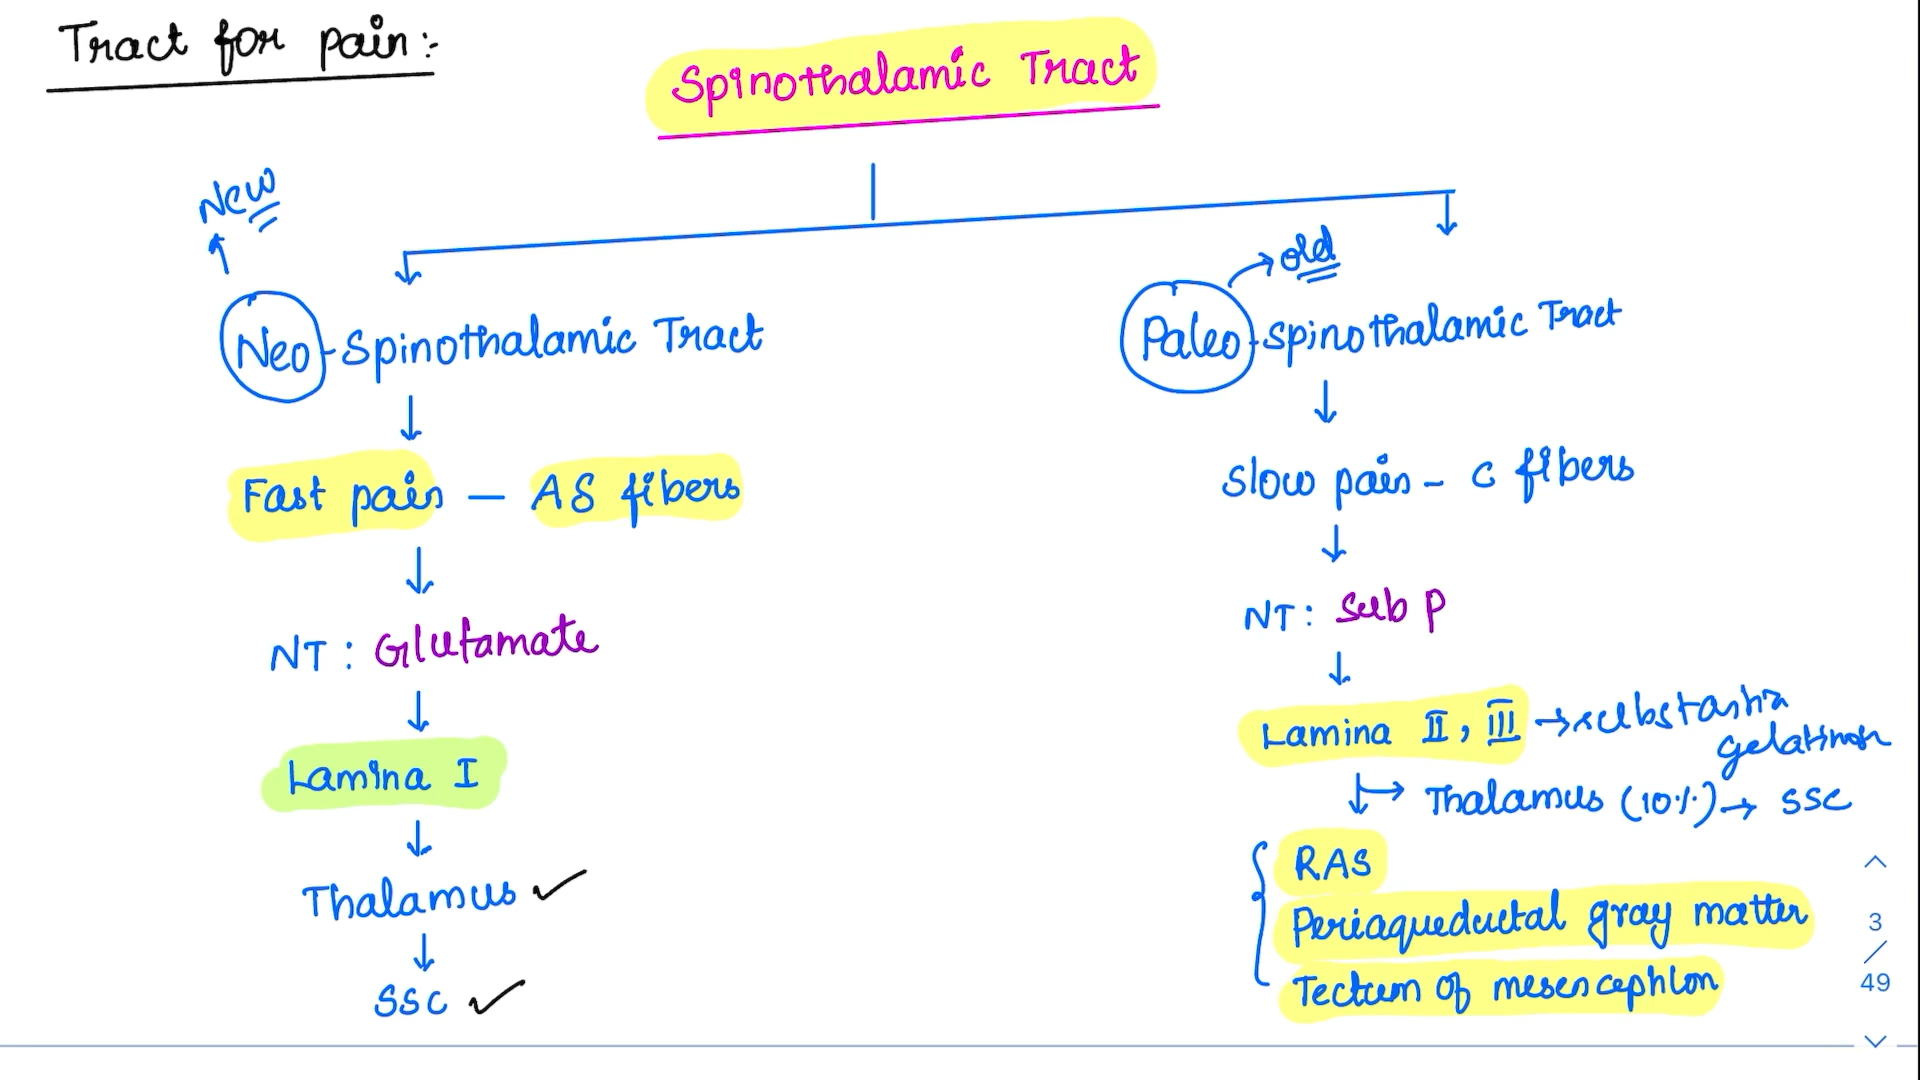 Tract for pain:-
Spinothalamic Tract
New
old
Neo-Spinothalamic Tract
Paleo-spinothalamic Tract
Fast pain — Aδ fibers
Slow pain - C fibers
NT: Glutamate
NT: Sub P
Lamina I
Lamina II, III → substantia gelatinosa
Thalamus (10%) → SSC
Thalamus ✓
RAS
Periaqueductal gray matter
SSC ✓
Tectum of mesencephlon
3
/
49